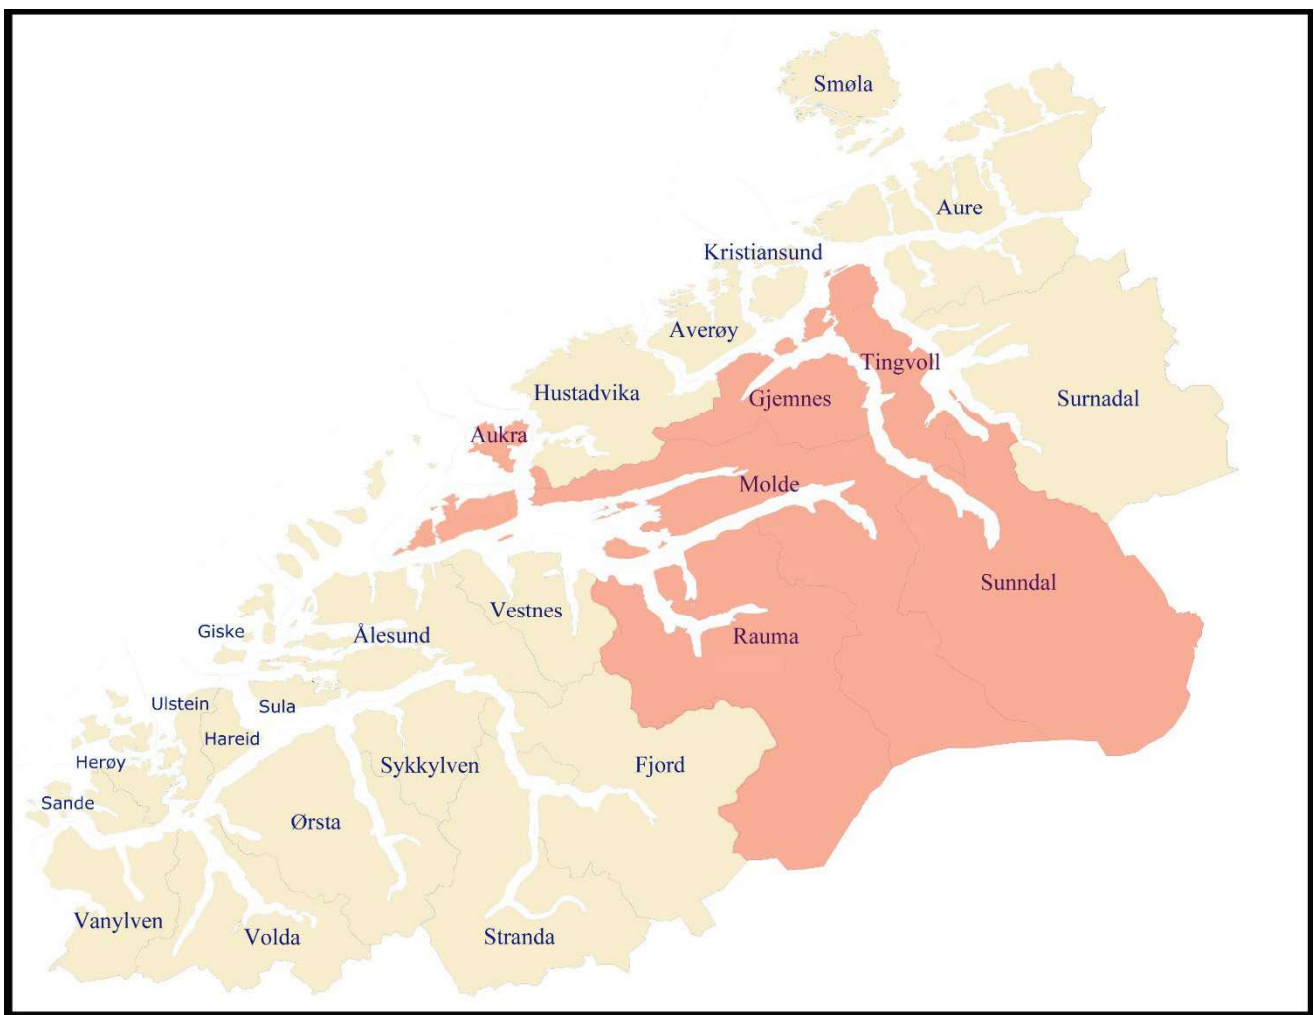 Smøla
Aure
Kristiansund
Averøy
Tingvoll
Hustadvika
Gjemnes
Surnadal
Aukra
Molde
Sunndal
Vestnes
Giske
Ålesund
Rauma
Ulstein
Sula
Hareid
Herøy
Sykkylven
Fjord
Sande
Ørsta
Vanylven
Volda
Stranda